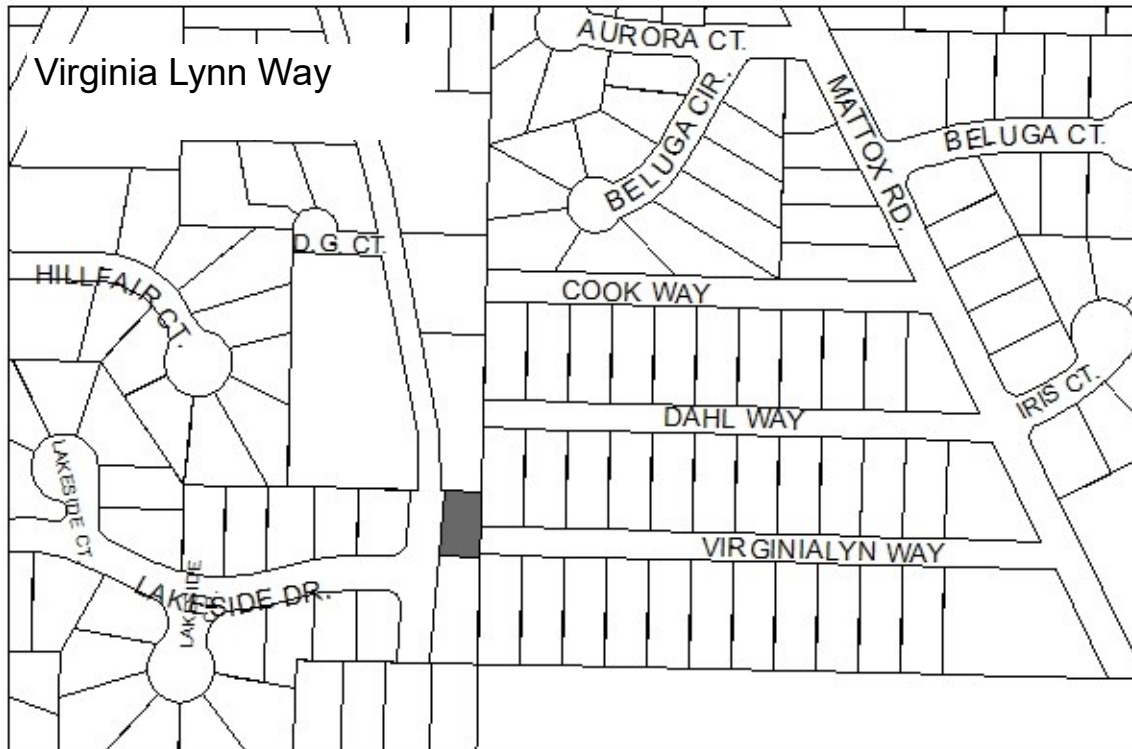 Virginia Lynn Way
AURORA CT.
BELUGA CIR.
MATTOX RD.
BELUGA CT.
D.G. CT.
HILLFAIR CT.
COOK WAY
IRIS CT.
DAHL WAY
LAKESIDE CT
VIRGINIALYN WAY
LAKESIDE DR.
LAKESIDE